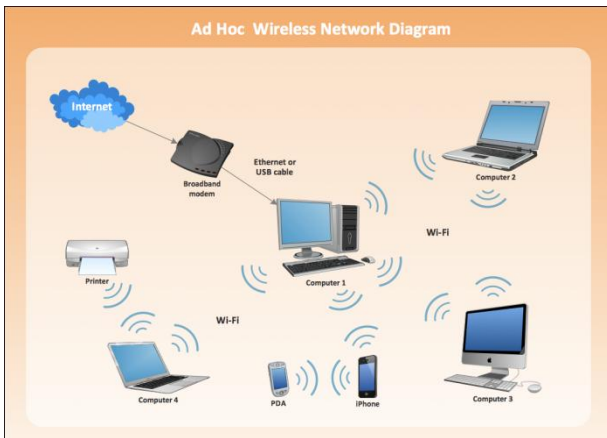 Ad Hoc Wireless Network Diagram
Internet
Broadband
modem
Ethernet or
USB cable
Computer 2
Wi-Fi
Printer
Computer 1
Wi-Fi
Computer 4
PDA
iPhone
Computer 3